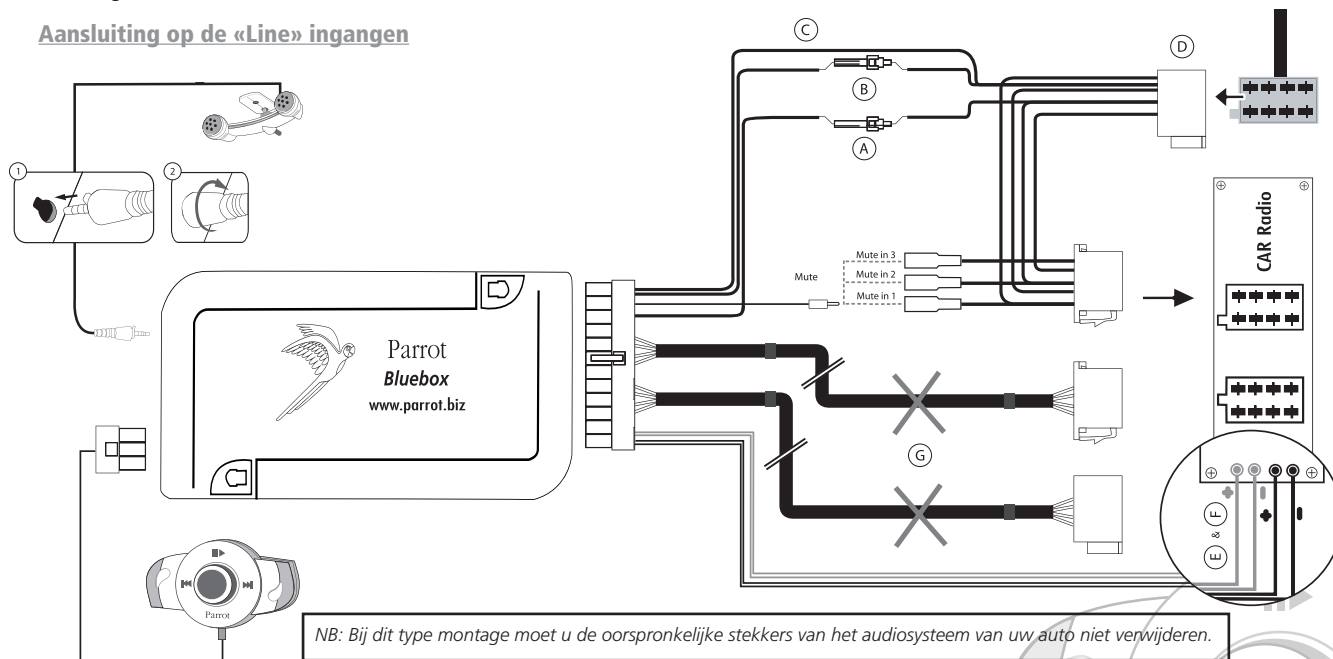 Aansluiting op de «Line» ingangen
C
D
B
A
1
2
CAR Radio
Mute in 3
Mute
Mute in 2
Mute in 1
Parrot
Bluebox
www.parrot.biz
G
E & F
Parrot
NB: Bij dit type montage moet u de oorspronkelijke stekkers van het audiosysteem van uw auto niet verwijderen.